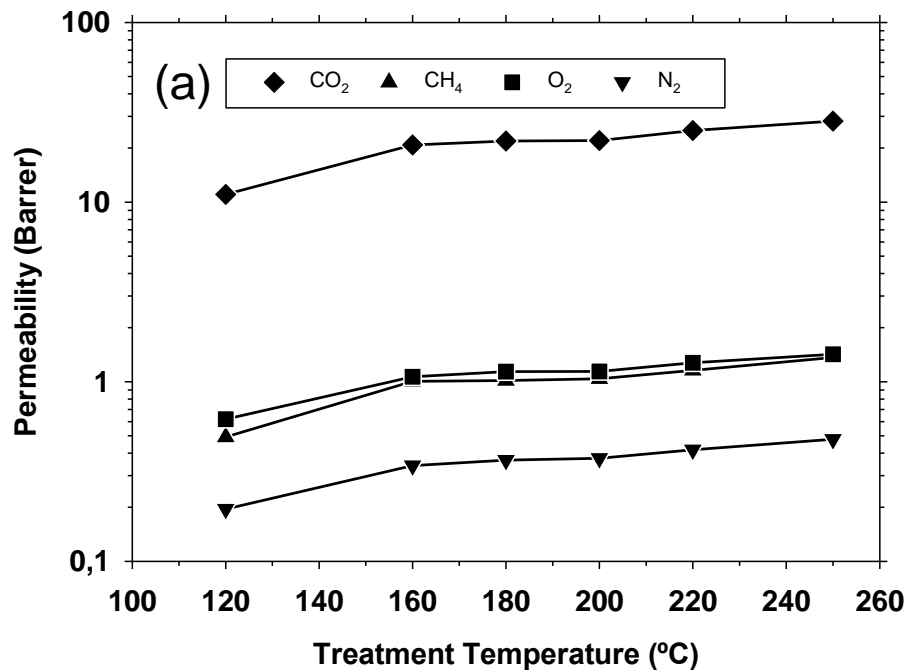 100
(a) CO₂ CH₄ O₂ N₂
10
1
0,1
100 120 140 160 180 200 220 240 260
Permeability (Barrer)
Treatment Temperature (ºC)